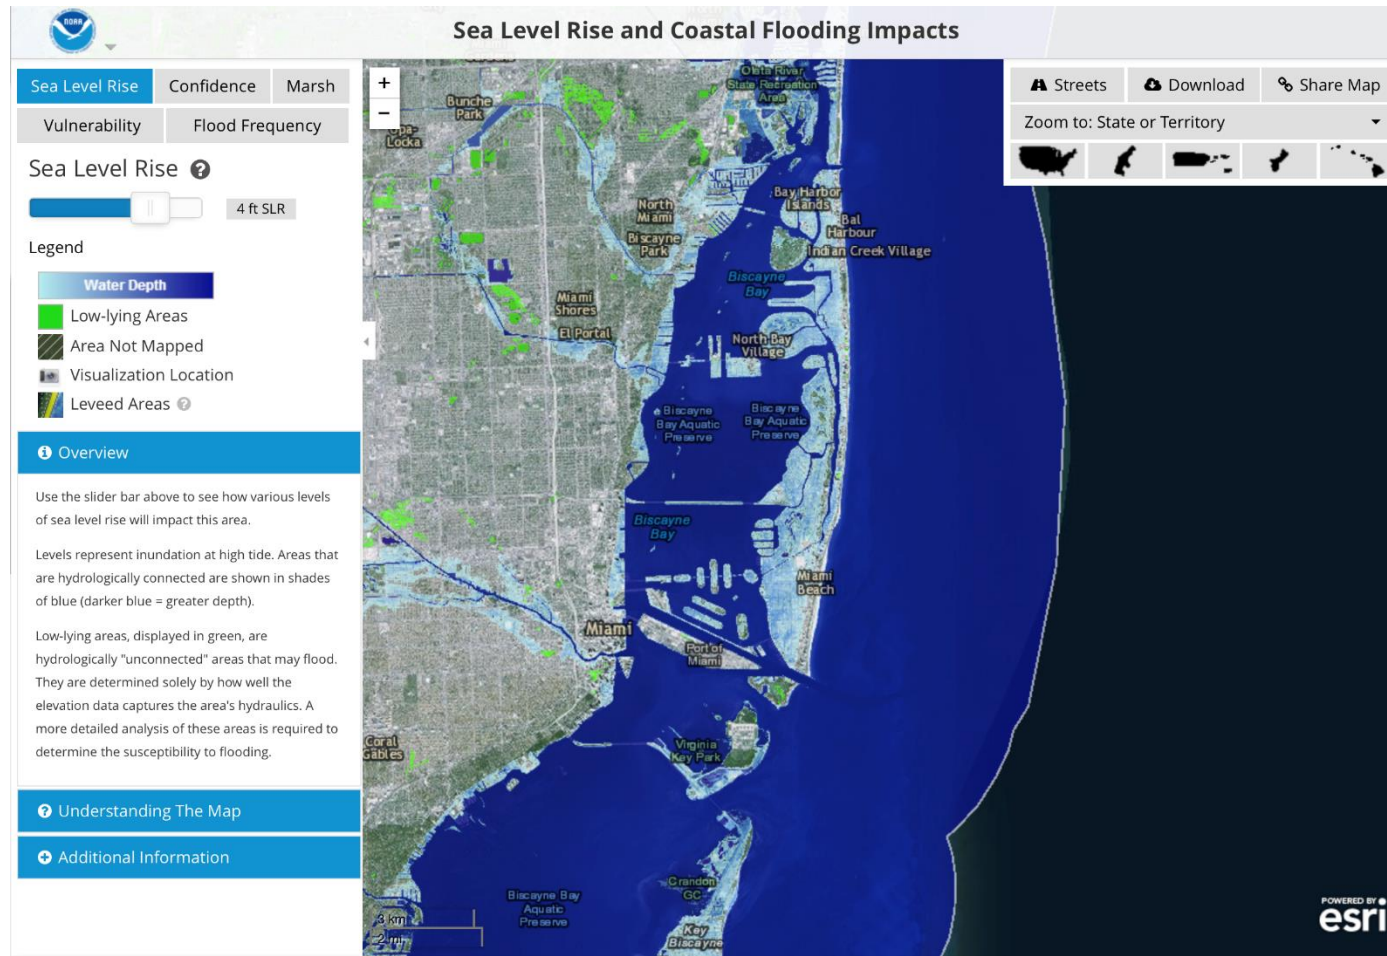 NOAA
Sea Level Rise and Coastal Flooding Impacts
Sea Level Rise
Confidence
Marsh
Vulnerability
Flood Frequency
Sea Level Rise ?
4 ft SLR
Legend
Water Depth
Low-lying Areas
Area Not Mapped
Visualization Location
Leveed Areas ?
Overview
Use the slider bar above to see how various levels
of sea level rise will impact this area.
Levels represent inundation at high tide. Areas that
are hydrologically connected are shown in shades
of blue (darker blue = greater depth).
Low-lying areas, displayed in green, are
hydrologically "unconnected" areas that may flood.
They are determined solely by how well the
elevation data captures the area's hydraulics. A
more detailed analysis of these areas is required to
determine the susceptibility to flooding.
Understanding The Map
Additional Information
+
−
Streets
Download
Share Map
Zoom to: State or Territory
Oleta River
State Recreation
Area
Bunche
Park
Opa-
Locka
North
Miami
Biscayne
Park
Bay Harbor
Islands
Bal
Harbour
Indian Creek Village
Biscayne
Bay
Miami
Shores
El Portal
North Bay
Village
Biscayne
Bay Aquatic
Preserve
Biscayne
Bay Aquatic
Preserve
Biscayne
Bay
Miami
Beach
Miami
Port of
Miami
Coral
Gables
Virginia
Key Park
Crandon
GC
Biscayne Bay
Aquatic
Preserve
Key
Biscayne
3 km
2 mi
POWERED BY
esri